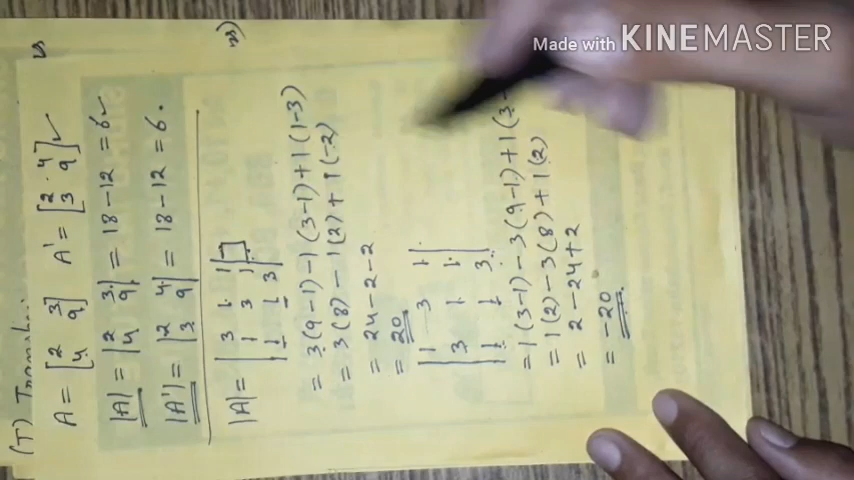 Made with KINEMASTER
(T)
A = [2 3 / 4 9] A' = [2 4 / 3 9] ✓
|A| = |2 3 / 4 9| = 18-12 = 6 ✓
|A'| = |2 4 / 3 9| = 18-12 = 6.
|A| = |3 1 1 / 1 3 1 / 1 1 3|
= 3(9-1)-1(3-1)+1(1-3)
= 3(8)-1(2)+1(-2)
= 24-2-2
= 20
|1 3 1 / 3 1 1 / 1 1 3|
=1(3-1)-3(9-1)+1(3-
=1(2)-3(8)+1(2)
= 2-24+2
= -20